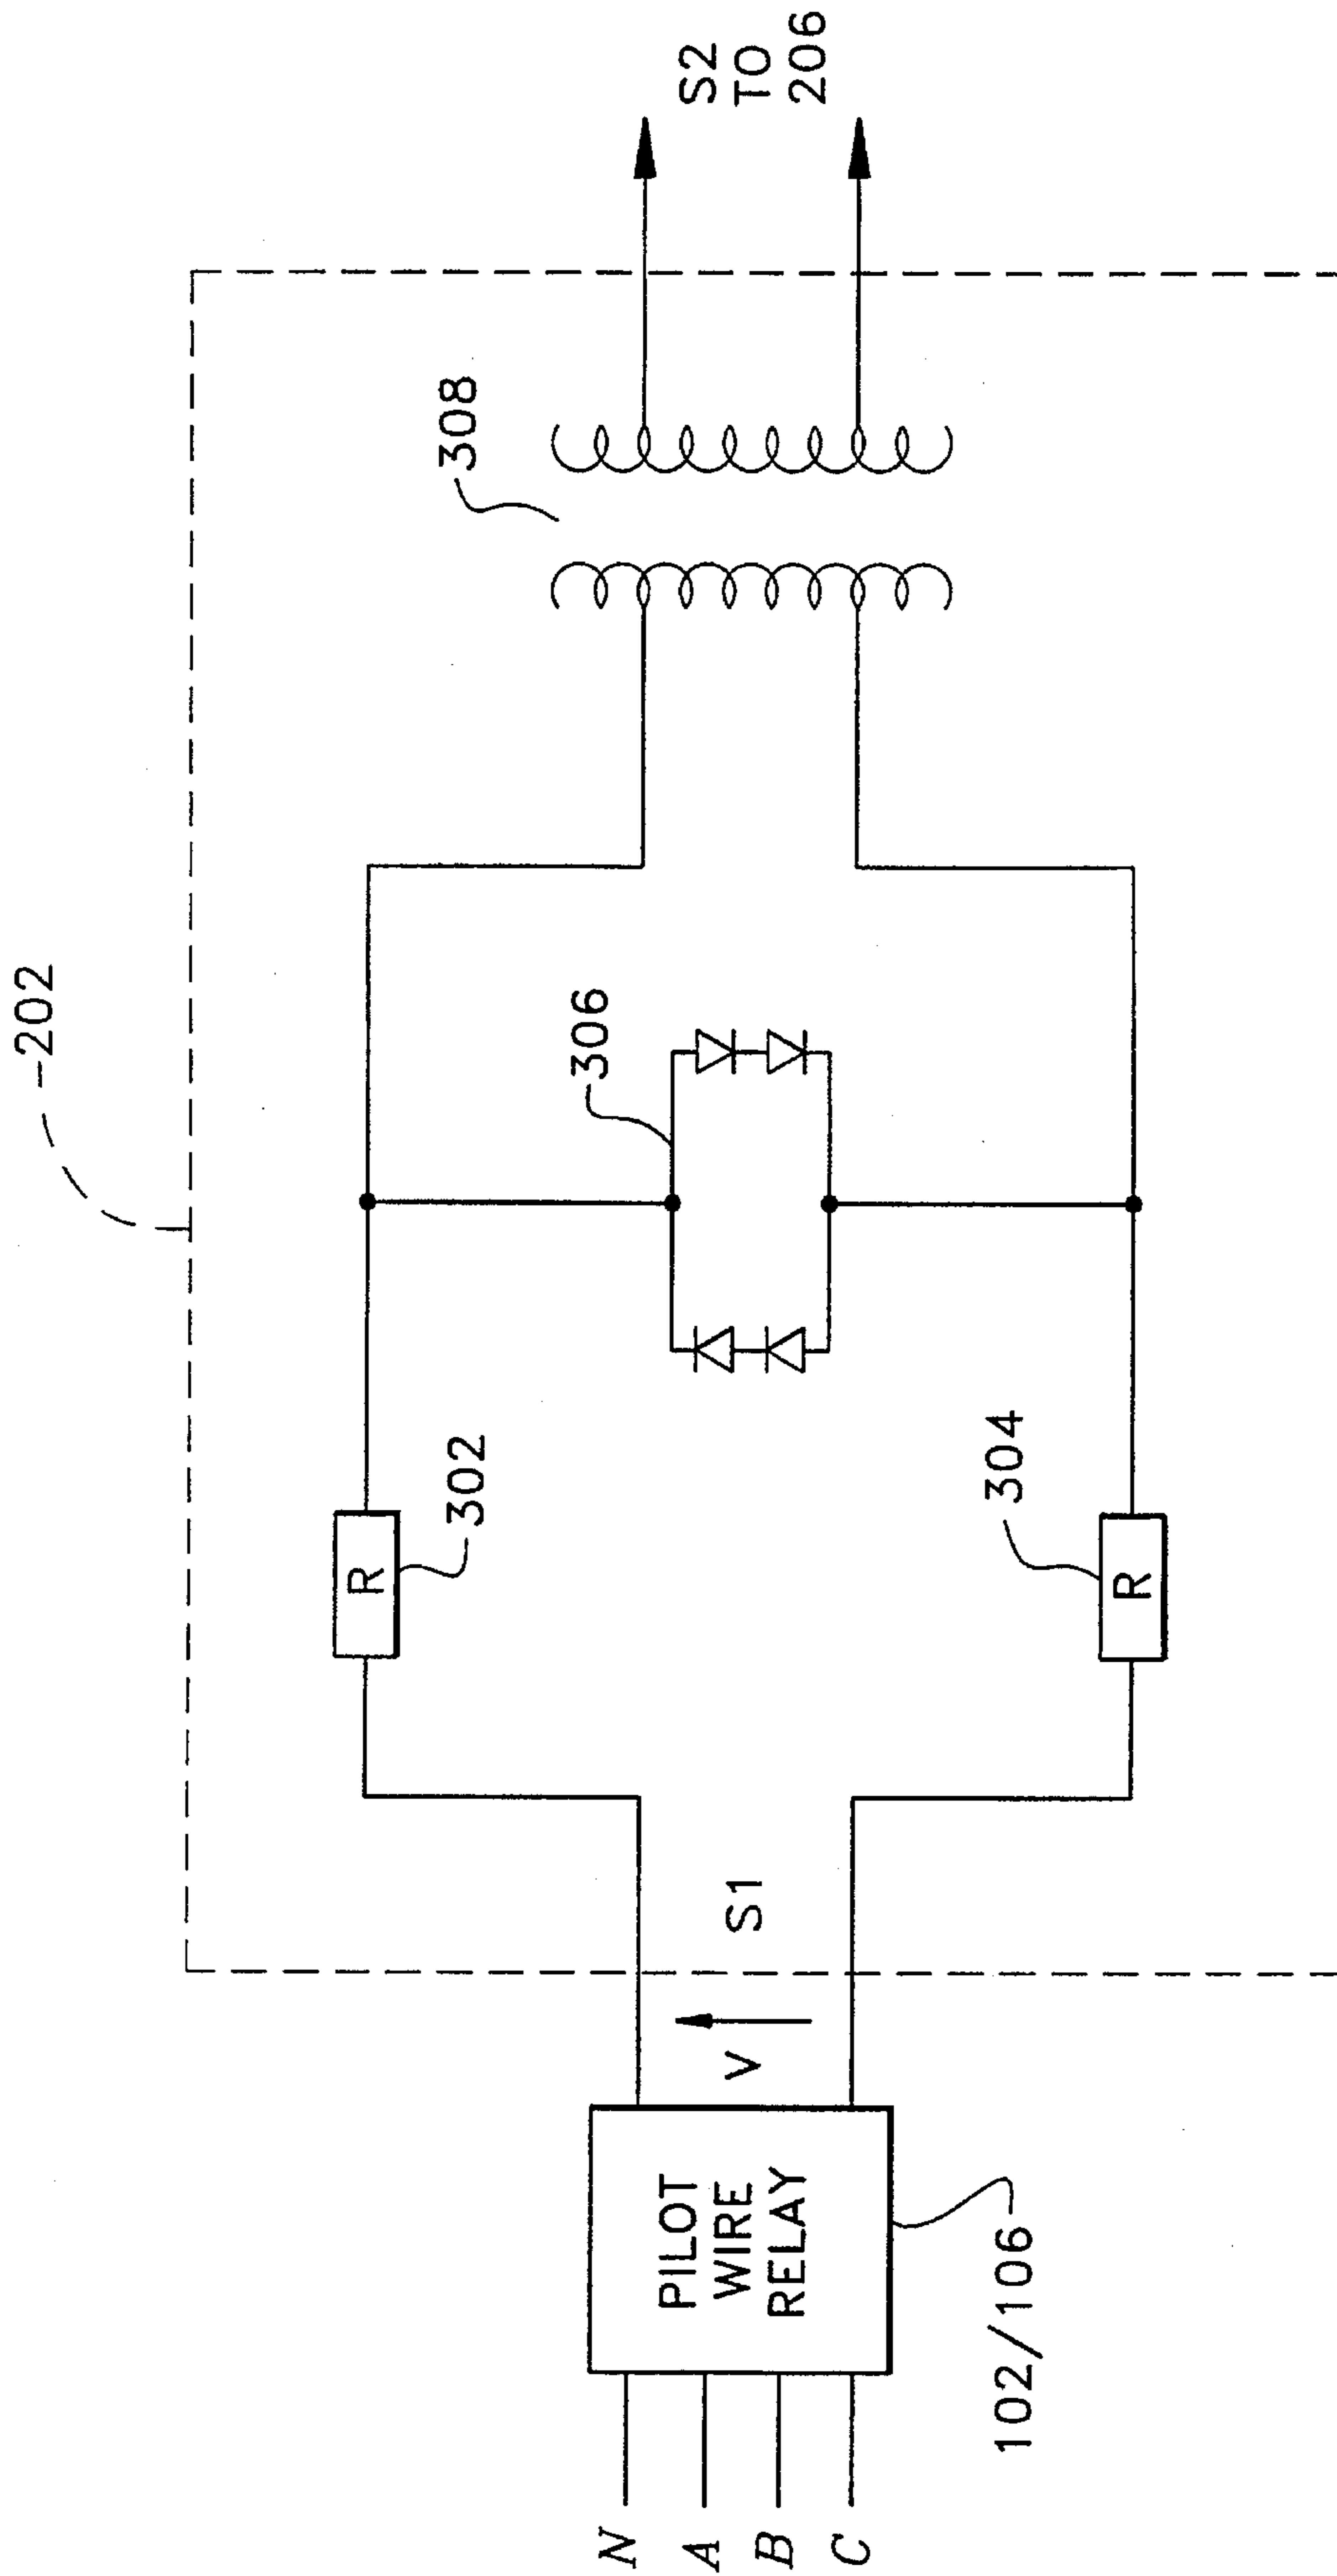 202
308
S2
TO
206
306
R
302
304
R
S1
V
PILOT
WIRE
RELAY
102/106
N
A
B
C